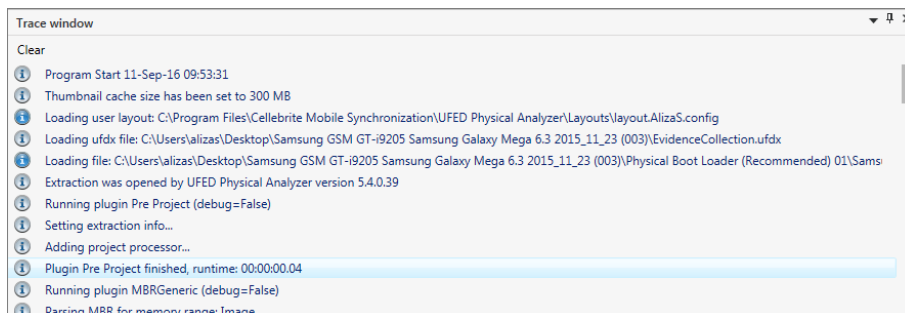 Trace window
Clear
Program Start 11-Sep-16 09:53:31
Thumbnail cache size has been set to 300 MB
Loading user layout: C:\Program Files\Cellebrite Mobile Synchronization\UFED Physical Analyzer\Layouts\layout.AlizaS.config
Loading ufdx file: C:\Users\alizas\Desktop\Samsung GSM GT-i9205 Samsung Galaxy Mega 6.3 2015_11_23 (003)\EvidenceCollection.ufdx
Loading file: C:\Users\alizas\Desktop\Samsung GSM GT-i9205 Samsung Galaxy Mega 6.3 2015_11_23 (003)\Physical Boot Loader (Recommended) 01\Sams
Extraction was opened by UFED Physical Analyzer version 5.4.0.39
Running plugin Pre Project (debug=False)
Setting extraction info...
Adding project processor...
Plugin Pre Project finished, runtime: 00:00:00.04
Running plugin MBRGeneric (debug=False)
Parsing MBR for memory range: Image